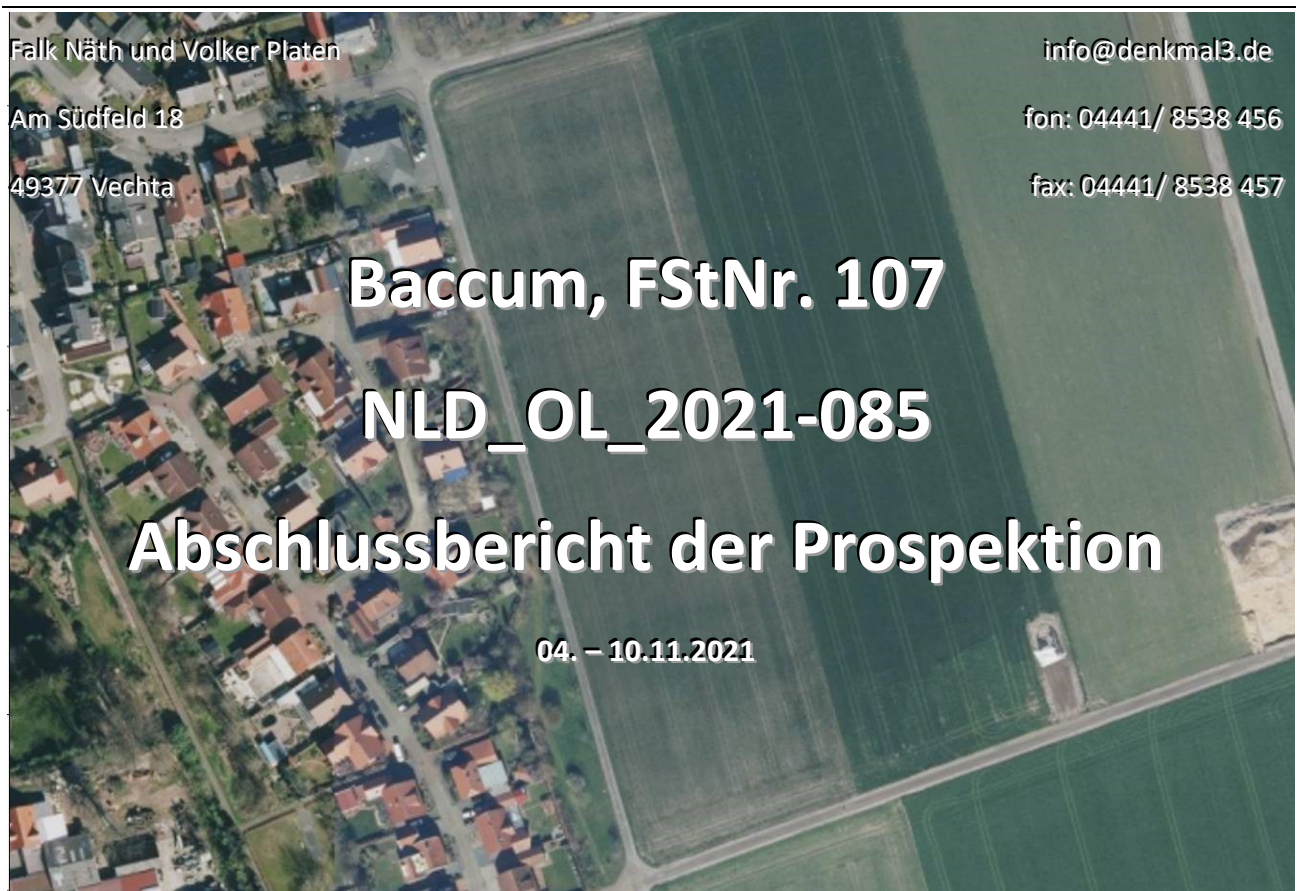 Falk Näth und Volker Platen
info@denkmal3.de
Am Südfeld 18
fon: 04441/ 8538 456
49377 Vechta
fax: 04441/ 8538 457
Baccum, FStNr. 107
NLD_OL_2021-085
Abschlussbericht der Prospektion
04. – 10.11.2021